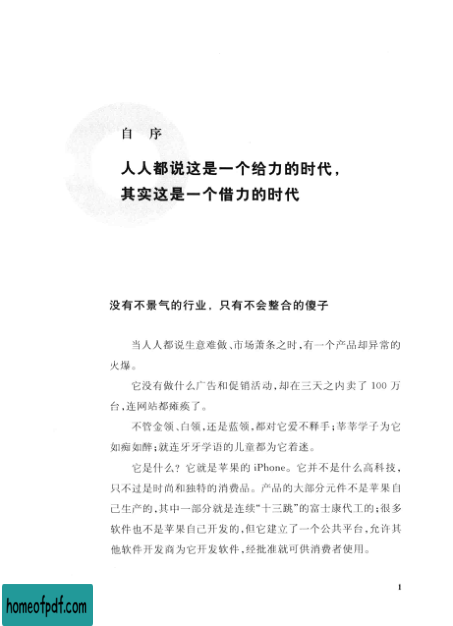 自 序
人人都说这是一个给力的时代，
其实这是一个借力的时代
没有不景气的行业，只有不会整合的傻子
当人人都说生意难做、市场萧条之时，有一个产品却异常的
火爆。
它没有做什么广告和促销活动，却在三天之内卖了 100 万
台，连网站都瘫痪了。
不管金领、白领，还是蓝领，都对它爱不释手；莘莘学子为它
如痴如醉；就连牙牙学语的儿童都为它着迷。
它是什么？它就是苹果的 iPhone。它并不是什么高科技，
只不过是时尚和独特的消费品。产品的大部分元件不是苹果自
己生产的，其中一部分就是连续“十三跳”的富士康代工的；很多
软件也不是苹果自己开发的，但它建立了一个公共平台，允许其
他软件开发商为它开发软件，经批准就可供消费者使用。
1
homeofpdf.com